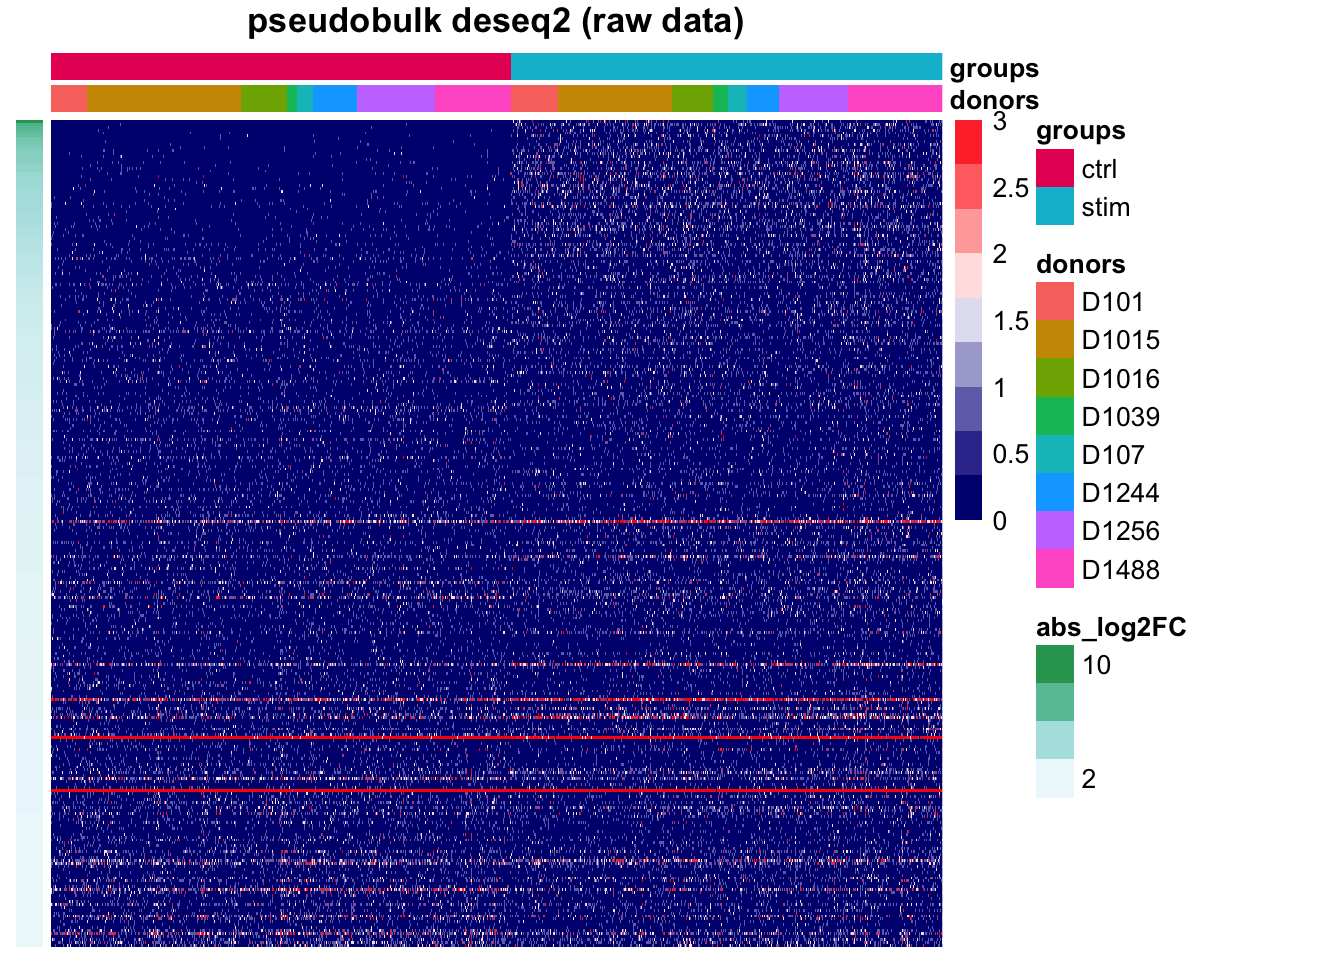 pseudobulk deseq2 (raw data)
groups
donors
3
2.5
2
1.5
1
0.5
0
groups
ctrl
stim
donors
D101
D1015
D1016
D1039
D107
D1244
D1256
D1488
abs_log2FC
10
2